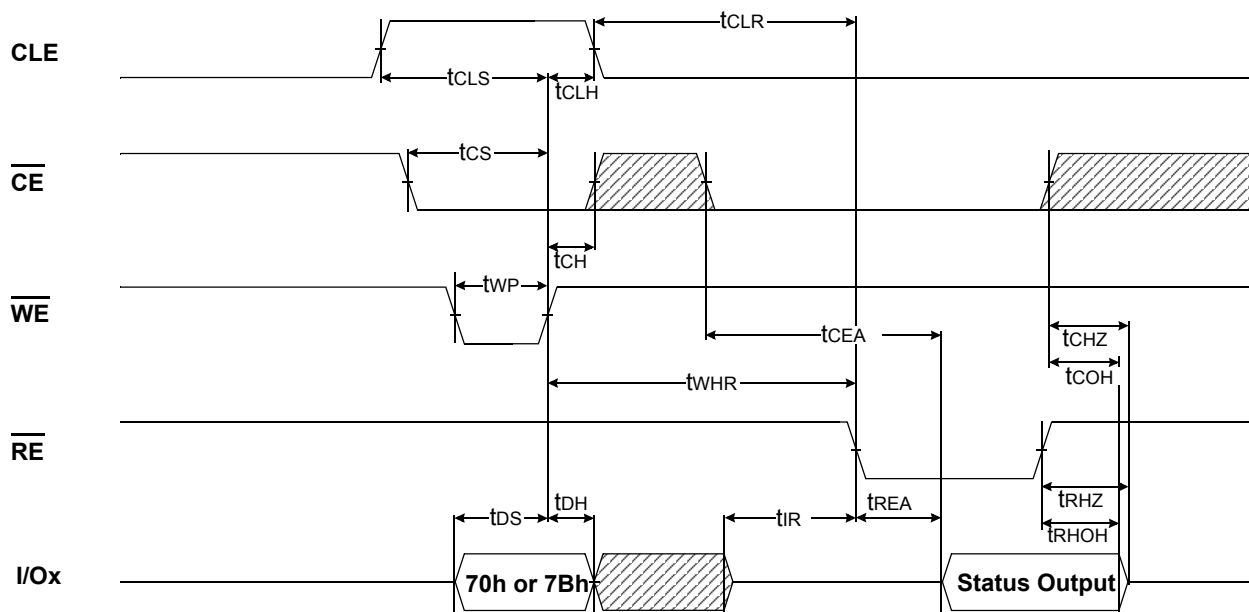 tCLR
CLE
tCLS
tCLH
tCS
CE
tCH
tWP
WE
tCEA
tCHZ
tCOH
tWHR
RE
tDH
tDS
tIR
tREA
tRHZ
tRHOH
I/Ox
70h or 7Bh
Status Output